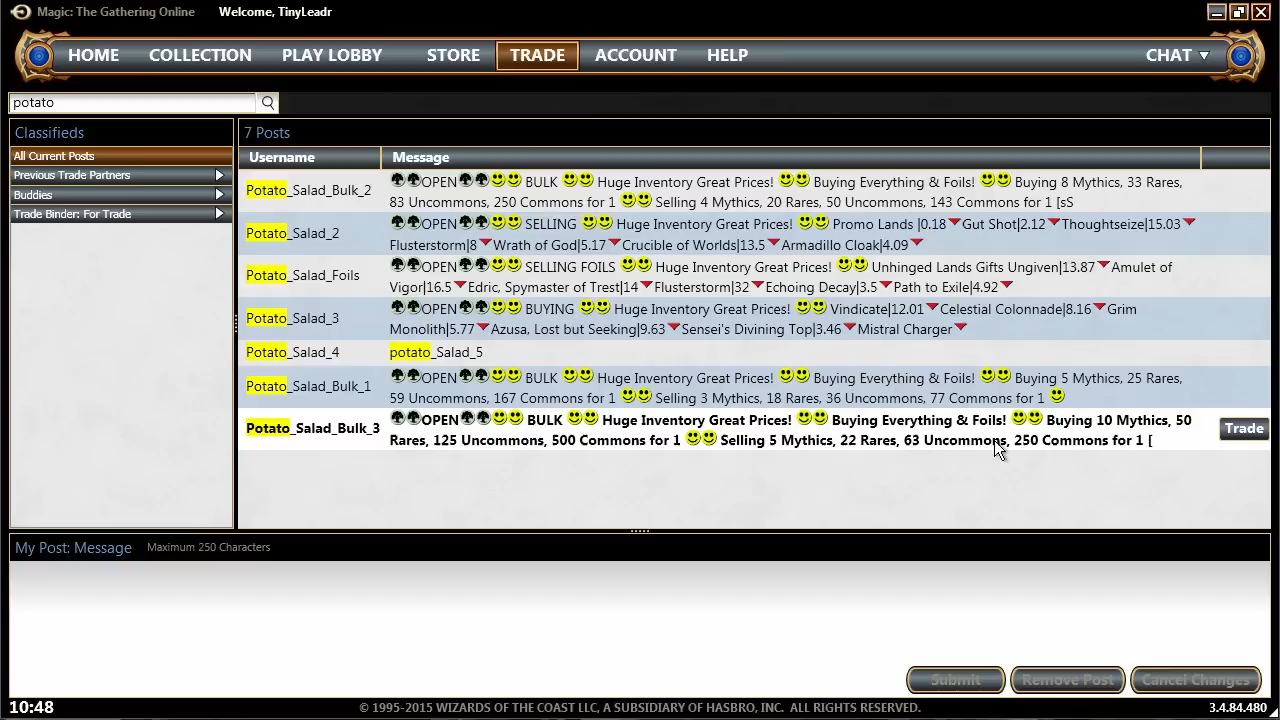 Magic: The Gathering Online Welcome, TinyLeadr
HOME COLLECTION PLAY LOBBY STORE TRADE ACCOUNT HELP CHAT
potato
Classifieds
All Current Posts
Previous Trade Partners
Buddies
Trade Binder: For Trade
7 Posts
Username Message
Potato_Salad_Bulk_2
OPEN BULK Huge Inventory Great Prices! Buying Everything & Foils! Buying 8 Mythics, 33 Rares,
83 Uncommons, 250 Commons for 1 Selling 4 Mythics, 20 Rares, 50 Uncommons, 143 Commons for 1 [sS
Potato_Salad_2
OPEN SELLING Huge Inventory Great Prices! Promo Lands |0.18 Gut Shot|2.12 Thoughtseize|15.03
Flusterstorm|8 Wrath of God|5.17 Crucible of Worlds|13.5 Armadillo Cloak|4.09
Potato_Salad_Foils
OPEN SELLING FOILS Huge Inventory Great Prices! Unhinged Lands Gifts Ungiven|13.87 Amulet of
Vigor|16.5 Edric, Spymaster of Trest|14 Flusterstorm|32 Echoing Decay|3.5 Path to Exile|4.92
Potato_Salad_3
OPEN BUYING Huge Inventory Great Prices! Vindicate|12.01 Celestial Colonnade|8.16 Grim
Monolith|5.77 Azusa, Lost but Seeking|9.63 Sensei's Divining Top|3.46 Mistral Charger
Potato_Salad_4 potato_Salad_5
Potato_Salad_Bulk_1
OPEN BULK Huge Inventory Great Prices! Buying Everything & Foils! Buying 5 Mythics, 25 Rares,
59 Uncommons, 167 Commons for 1 Selling 3 Mythics, 18 Rares, 36 Uncommons, 77 Commons for 1
Potato_Salad_Bulk_3
OPEN BULK Huge Inventory Great Prices! Buying Everything & Foils! Buying 10 Mythics, 50
Rares, 125 Uncommons, 500 Commons for 1 Selling 5 Mythics, 22 Rares, 63 Uncommons, 250 Commons for 1 [
Trade
My Post: Message Maximum 250 Characters
Submit Remove Post Cancel Changes
10:48 © 1995-2015 WIZARDS OF THE COAST LLC, A SUBSIDIARY OF HASBRO, INC. ALL RIGHTS RESERVED. 3.4.84.480